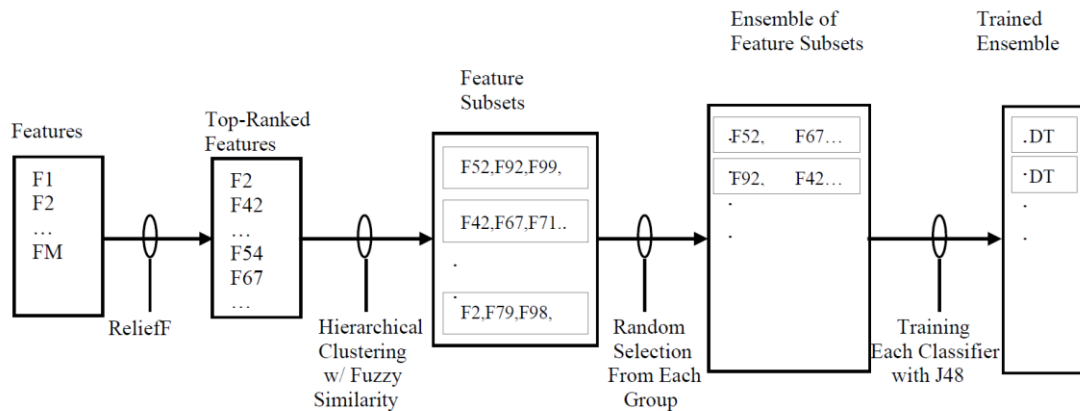 Features
F1
F2
...
FM
ReliefF
Top-Ranked
Features
F2
F42
...
F54
F67
...
Hierarchical
Clustering
w/ Fuzzy
Similarity
Feature
Subsets
F52,F92,F99,
F42,F67,F71..
.
.
F2,F79,F98,
Random
Selection
From Each
Group
Ensemble of
Feature Subsets
F52, F67...
F92, F42...
.
.
Training
Each Classifier
with J48
Trained
Ensemble
DT
DT
.
.